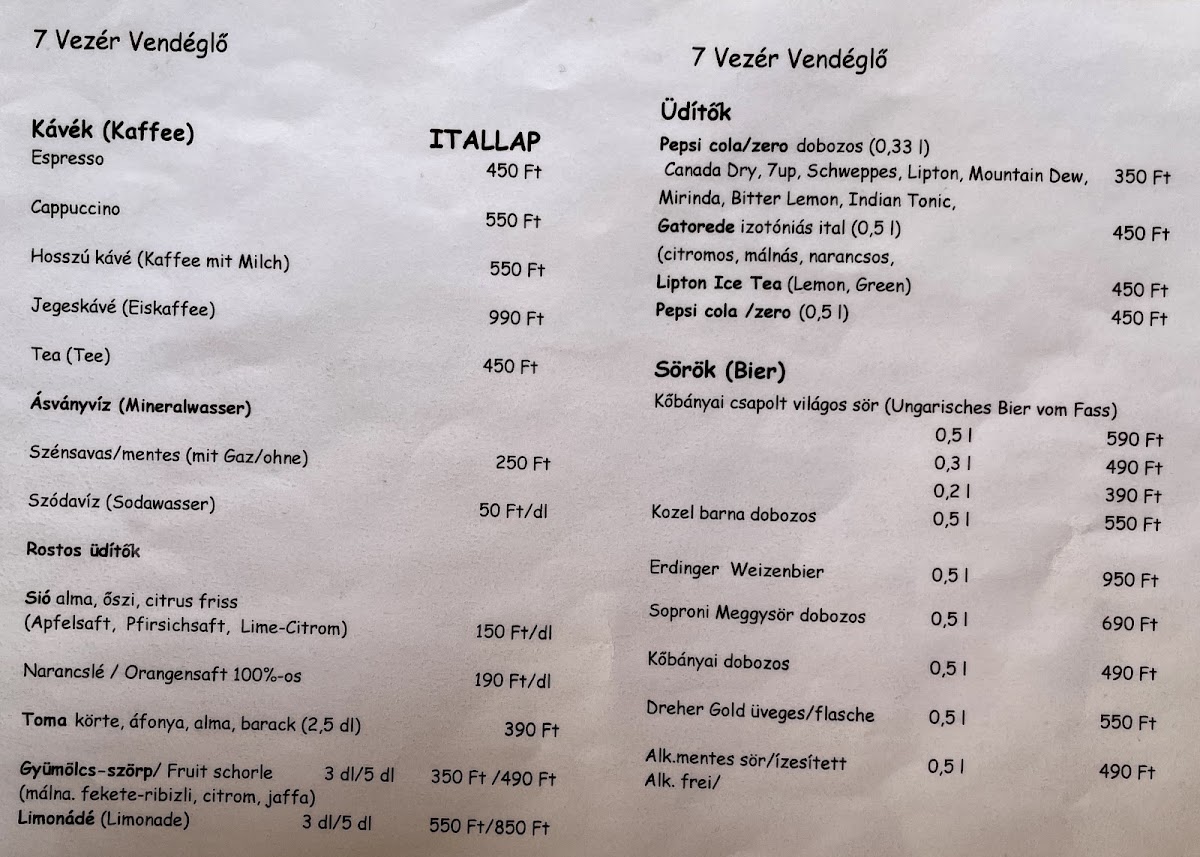 7 Vezér Vendéglő
Kávék (Kaffee)
ITALLAP
Espresso 450 Ft
Cappuccino 550 Ft
Hosszú kávé (Kaffee mit Milch) 550 Ft
Jegeskávé (Eiskaffee) 990 Ft
Tea (Tee) 450 Ft
Ásványvíz (Mineralwasser)
Szénsavas/mentes (mit Gaz/ohne) 250 Ft
Szódavíz (Sodawasser) 50 Ft/dl
Rostos üdítők
Sió alma, őszi, citrus friss
(Apfelsaft, Pfirsichsaft, Lime-Citrom) 150 Ft/dl
Narancslé / Orangensaft 100%-os 190 Ft/dl
Toma körte, áfonya, alma, barack (2,5 dl) 390 Ft
Gyümölcs-szörp/ Fruit schorle 3 dl/5 dl 350 Ft /490 Ft
(málna. fekete-ribizli, citrom, jaffa)
Limonádé (Limonade) 3 dl/5 dl 550 Ft/850 Ft
7 Vezér Vendéglő
Üdítők
Pepsi cola/zero dobozos (0,33 l)
Canada Dry, 7up, Schweppes, Lipton, Mountain Dew, 350 Ft
Mirinda, Bitter Lemon, Indian Tonic,
Gatorede izotóniás ital (0,5 l) 450 Ft
(citromos, málnás, narancsos,
Lipton Ice Tea (Lemon, Green) 450 Ft
Pepsi cola /zero (0,5 l) 450 Ft
Sörök (Bier)
Kőbányai csapolt világos sör (Ungarisches Bier vom Fass)
0,5 l 590 Ft
0,3 l 490 Ft
0,2 l 390 Ft
Kozel barna dobozos 0,5 l 550 Ft
Erdinger Weizenbier 0,5 l 950 Ft
Soproni Meggysör dobozos 0,5 l 690 Ft
Kőbányai dobozos 0,5 l 490 Ft
Dreher Gold üveges/flasche 0,5 l 550 Ft
Alk.mentes sör/ízesített 0,5 l 490 Ft
Alk. frei/